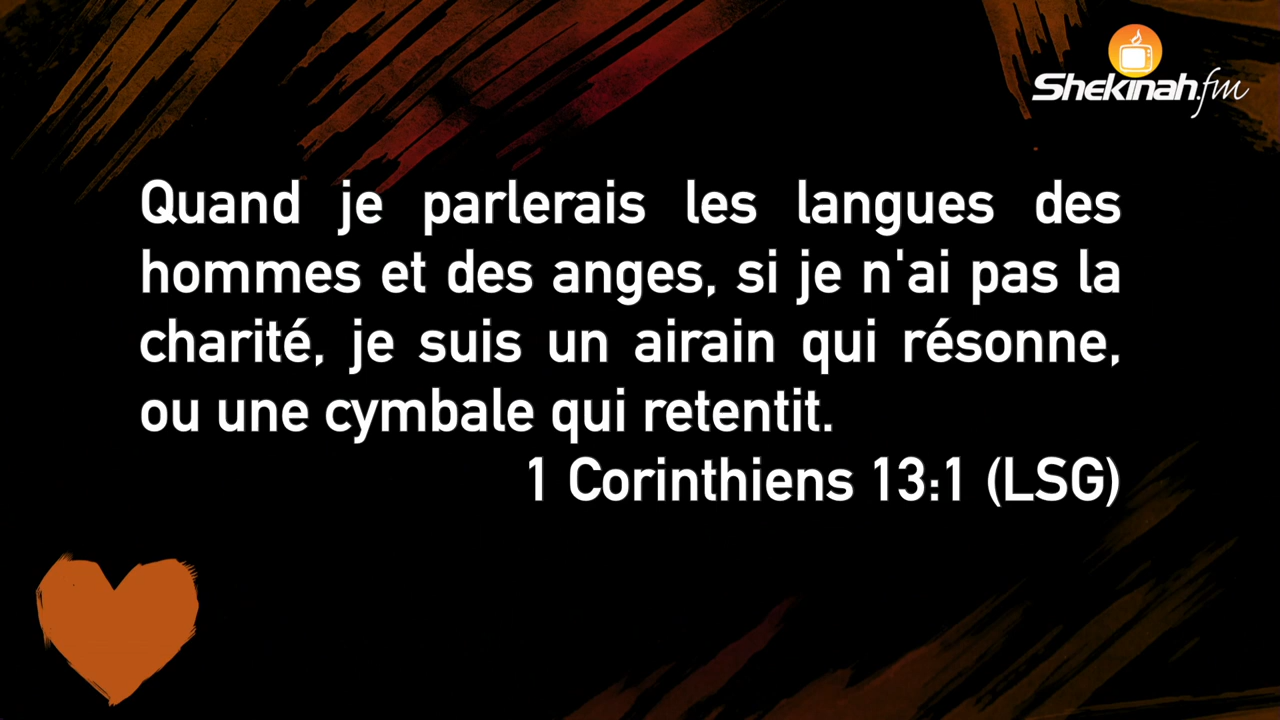 Shekinah.fm
Quand je parlerais les langues des
hommes et des anges, si je n'ai pas la
charité, je suis un airain qui résonne,
ou une cymbale qui retentit.
1 Corinthiens 13:1 (LSG)